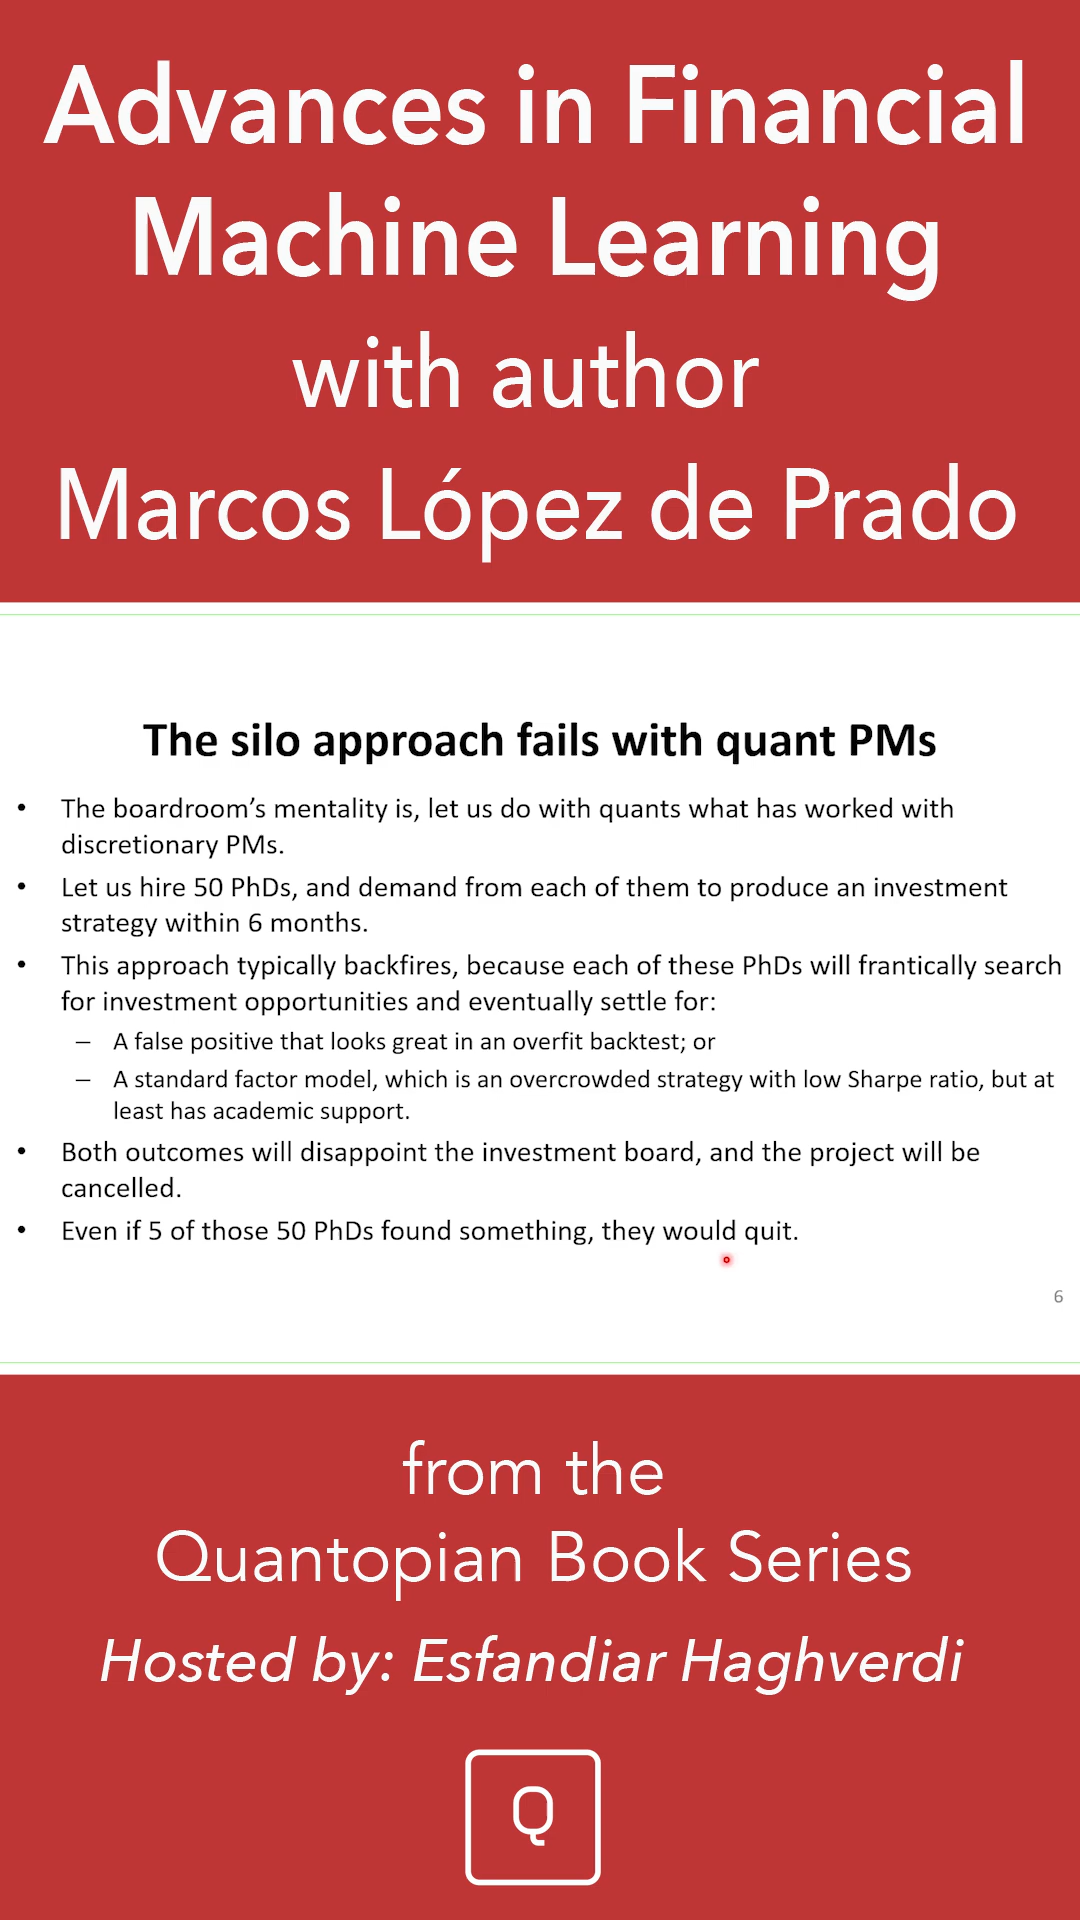 Advances in Financial
Machine Learning
with author
Marcos López de Prado
The silo approach fails with quant PMs
• The boardroom’s mentality is, let us do with quants what has worked with
discretionary PMs.
• Let us hire 50 PhDs, and demand from each of them to produce an investment
strategy within 6 months.
• This approach typically backfires, because each of these PhDs will frantically search
for investment opportunities and eventually settle for:
– A false positive that looks great in an overfit backtest; or
– A standard factor model, which is an overcrowded strategy with low Sharpe ratio, but at
least has academic support.
• Both outcomes will disappoint the investment board, and the project will be
cancelled.
• Even if 5 of those 50 PhDs found something, they would quit.
6
from the
Quantopian Book Series
Hosted by: Esfandiar Haghverdi
Q